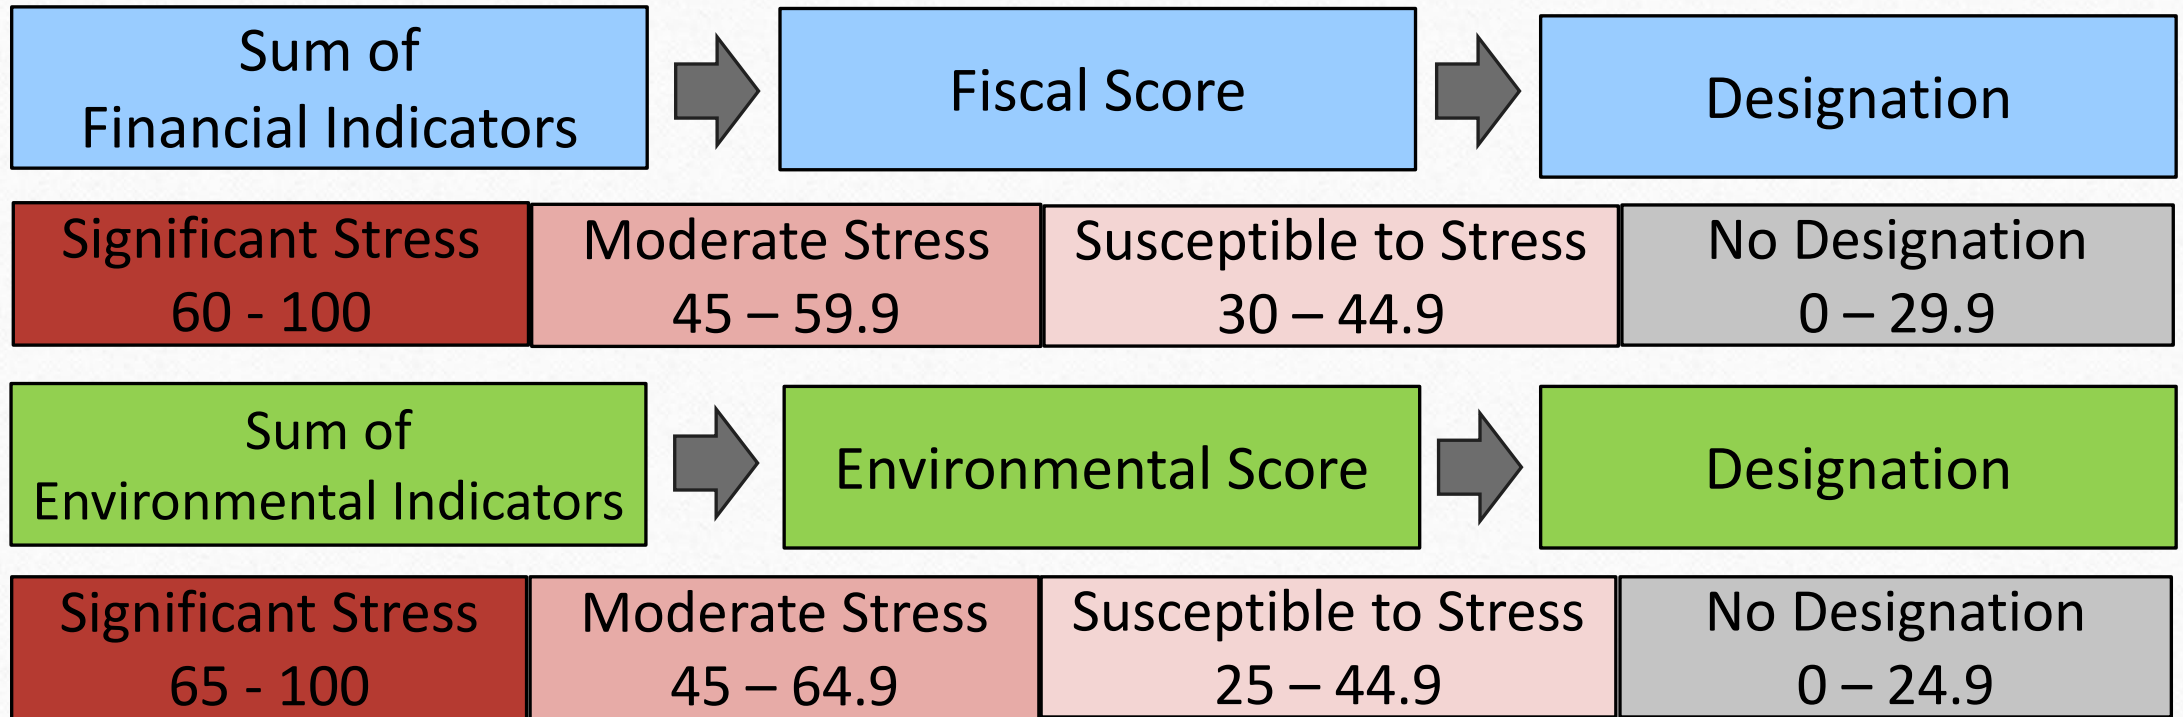 Sum of
Financial Indicators
Fiscal Score
Designation
Significant Stress
60 - 100
Moderate Stress
45 – 59.9
Susceptible to Stress
30 – 44.9
No Designation
0 – 29.9
Sum of
Environmental Indicators
Environmental Score
Designation
Significant Stress
65 - 100
Moderate Stress
45 – 64.9
Susceptible to Stress
25 – 44.9
No Designation
0 – 24.9